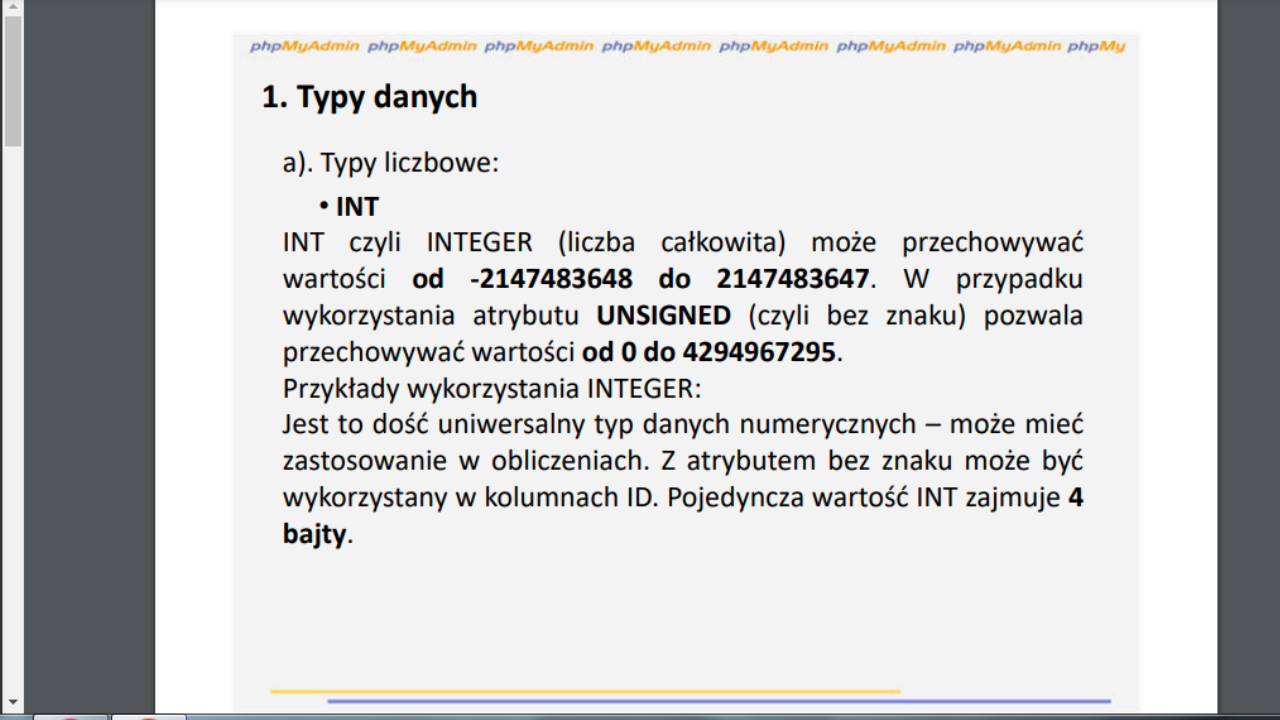 phpMyAdmin phpMyAdmin phpMyAdmin phpMyAdmin phpMyAdmin phpMyAdmin phpMyAdmin phpMy
1. Typy danych
a). Typy liczbowe:
• INT
INT czyli INTEGER (liczba całkowita) może przechowywać
wartości od -2147483648 do 2147483647. W przypadku
wykorzystania atrybutu UNSIGNED (czyli bez znaku) pozwala
przechowywać wartości od 0 do 4294967295.
Przykłady wykorzystania INTEGER:
Jest to dość uniwersalny typ danych numerycznych – może mieć
zastosowanie w obliczeniach. Z atrybutem bez znaku może być
wykorzystany w kolumnach ID. Pojedyncza wartość INT zajmuje 4
bajty.